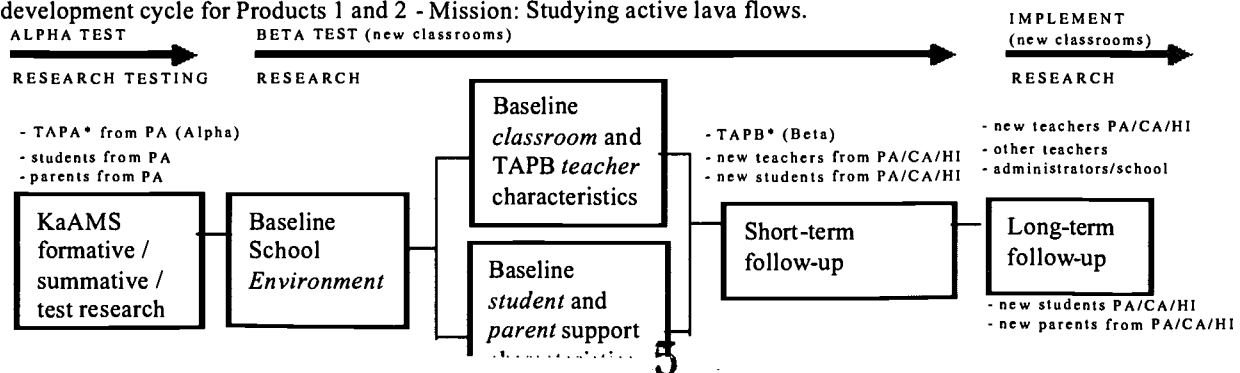 development cycle for Products 1 and 2 - Mission: Studying active lava flows.
ALPHA TEST
RESEARCH TESTING
BETA TEST (new classrooms)
RESEARCH
IMPLEMENT
(new classrooms)
RESEARCH
- TAPA* from PA (Alpha)
- students from PA
- parents from PA
KaAMS
formative /
summative /
test research
Baseline
School
Environment
Baseline
classroom and
TAPB teacher
characteristics
Baseline
student and
parent support
- TAPB* (Beta)
- new teachers from PA/CA/HI
- new students from PA/CA/HI
Short-term
follow-up
- new teachers PA/CA/HI
- other teachers
- administrators/school
Long-term
follow-up
- new students PA/CA/HI
- new parents from PA/CA/HI
5